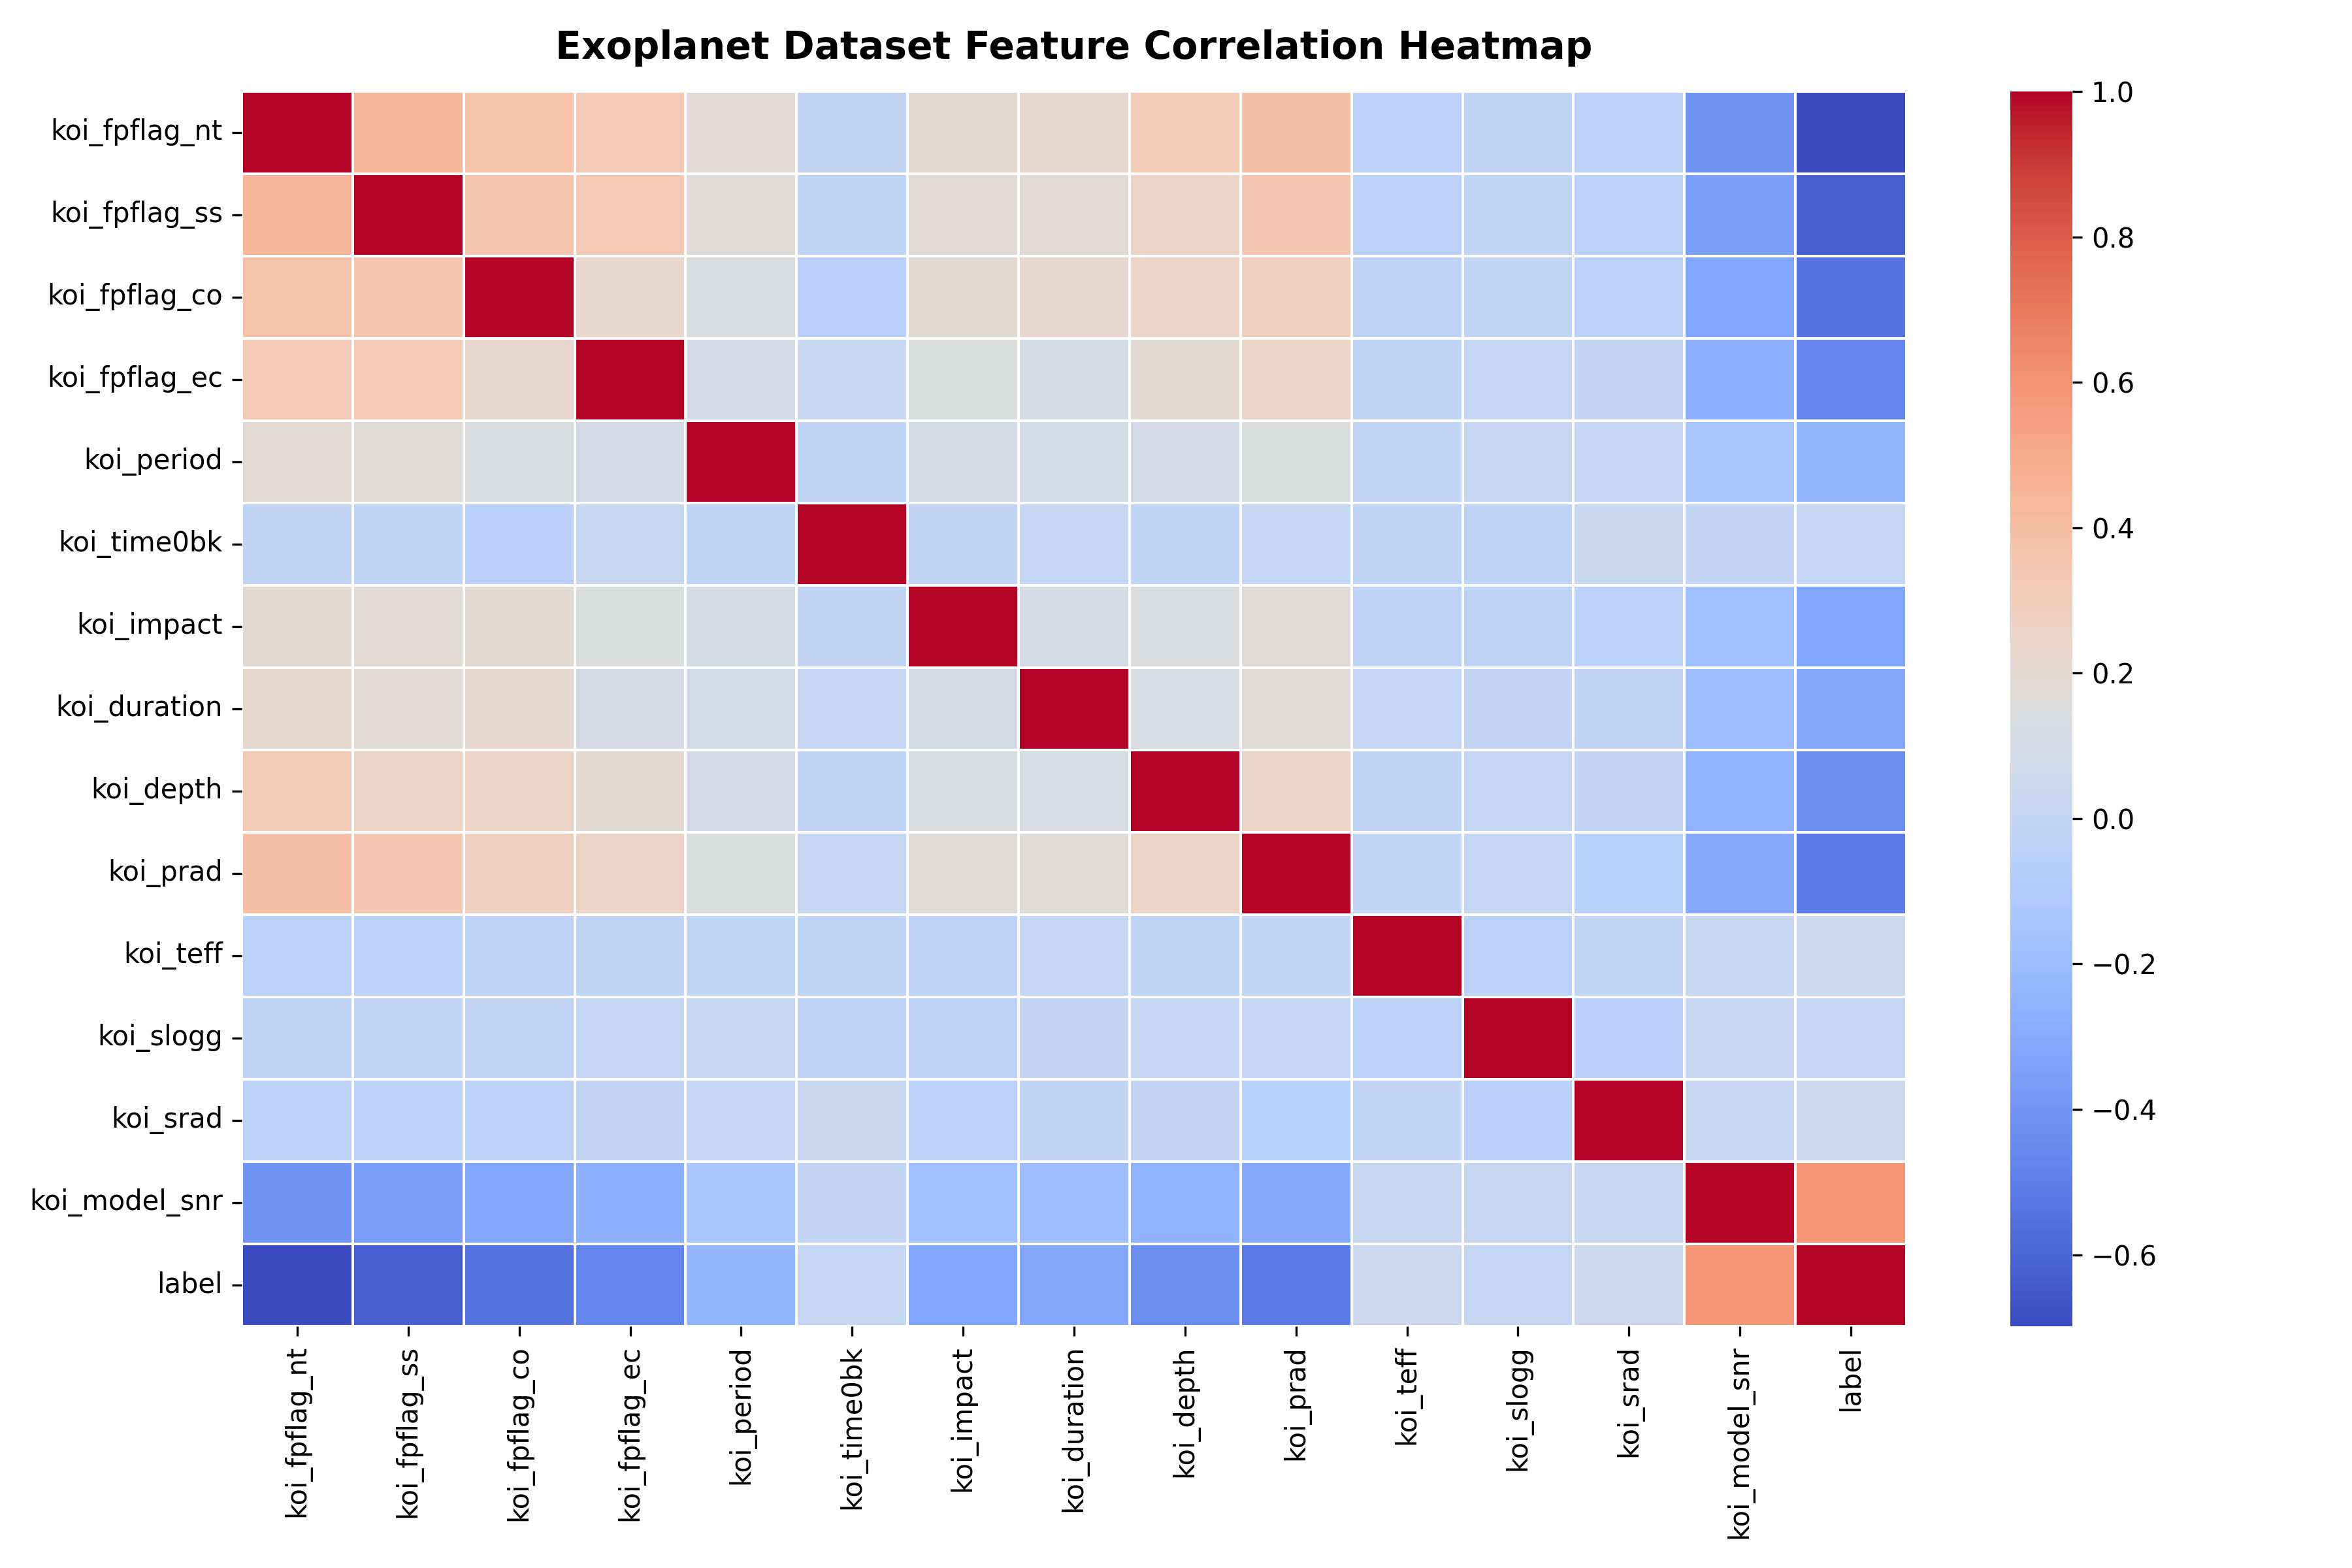 Exoplanet Dataset Feature Correlation Heatmap
koi_fpflag_nt
koi_fpflag_ss
koi_fpflag_co
koi_fpflag_ec
koi_period
koi_time0bk
koi_impact
koi_duration
koi_depth
koi_prad
koi_teff
koi_slogg
koi_srad
koi_model_snr
label
koi_fpflag_nt
koi_fpflag_ss
koi_fpflag_co
koi_fpflag_ec
koi_period
koi_time0bk
koi_impact
koi_duration
koi_depth
koi_prad
koi_teff
koi_slogg
koi_srad
koi_model_snr
label
1.0
0.8
0.6
0.4
0.2
0.0
−0.2
−0.4
−0.6